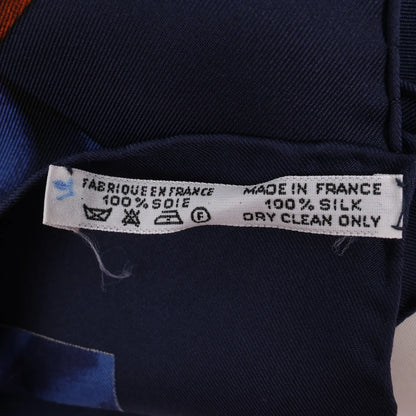 FABRIQUE EN FRANCE
100% SOIE
F
MADE IN FRANCE
100% SILK
DRY CLEAN ONLY